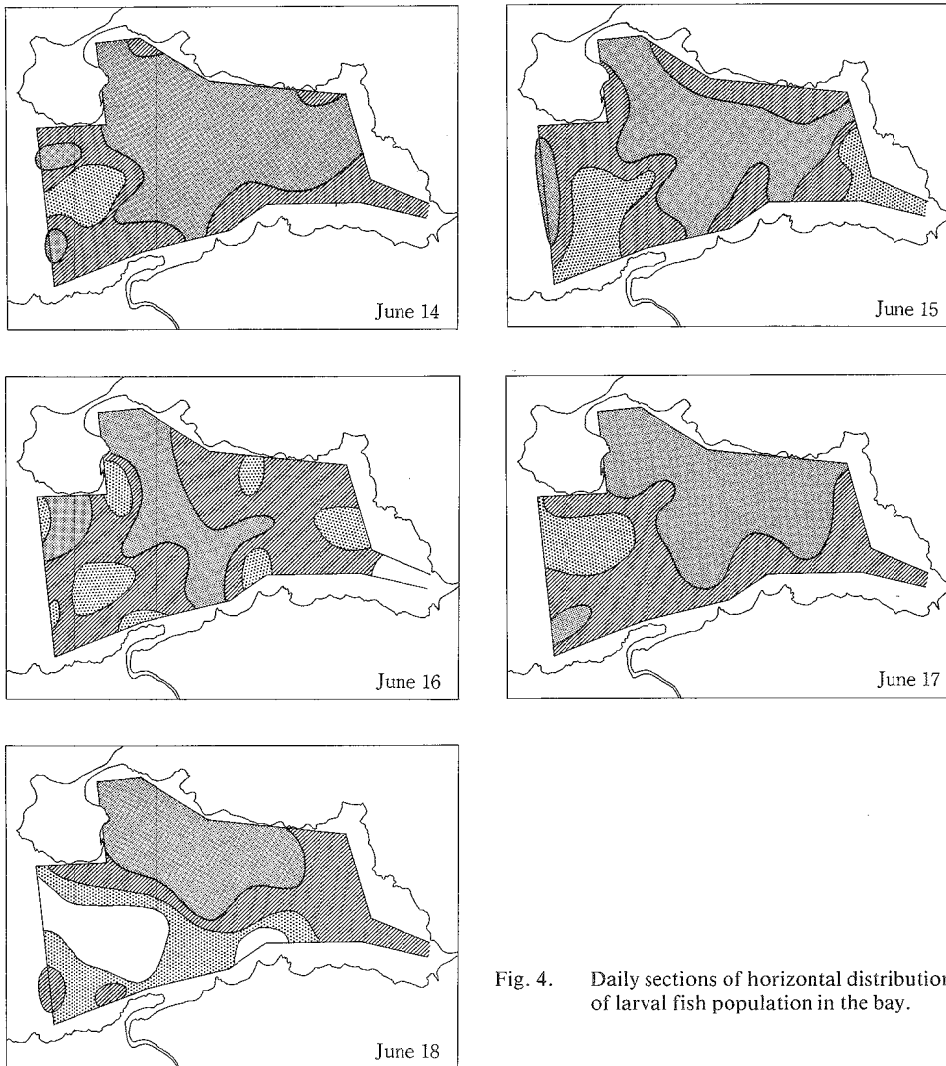 June 14
June 15
June 16
June 17
June 18
Fig. 4. Daily sections of horizontal distribution
of larval fish population in the bay.